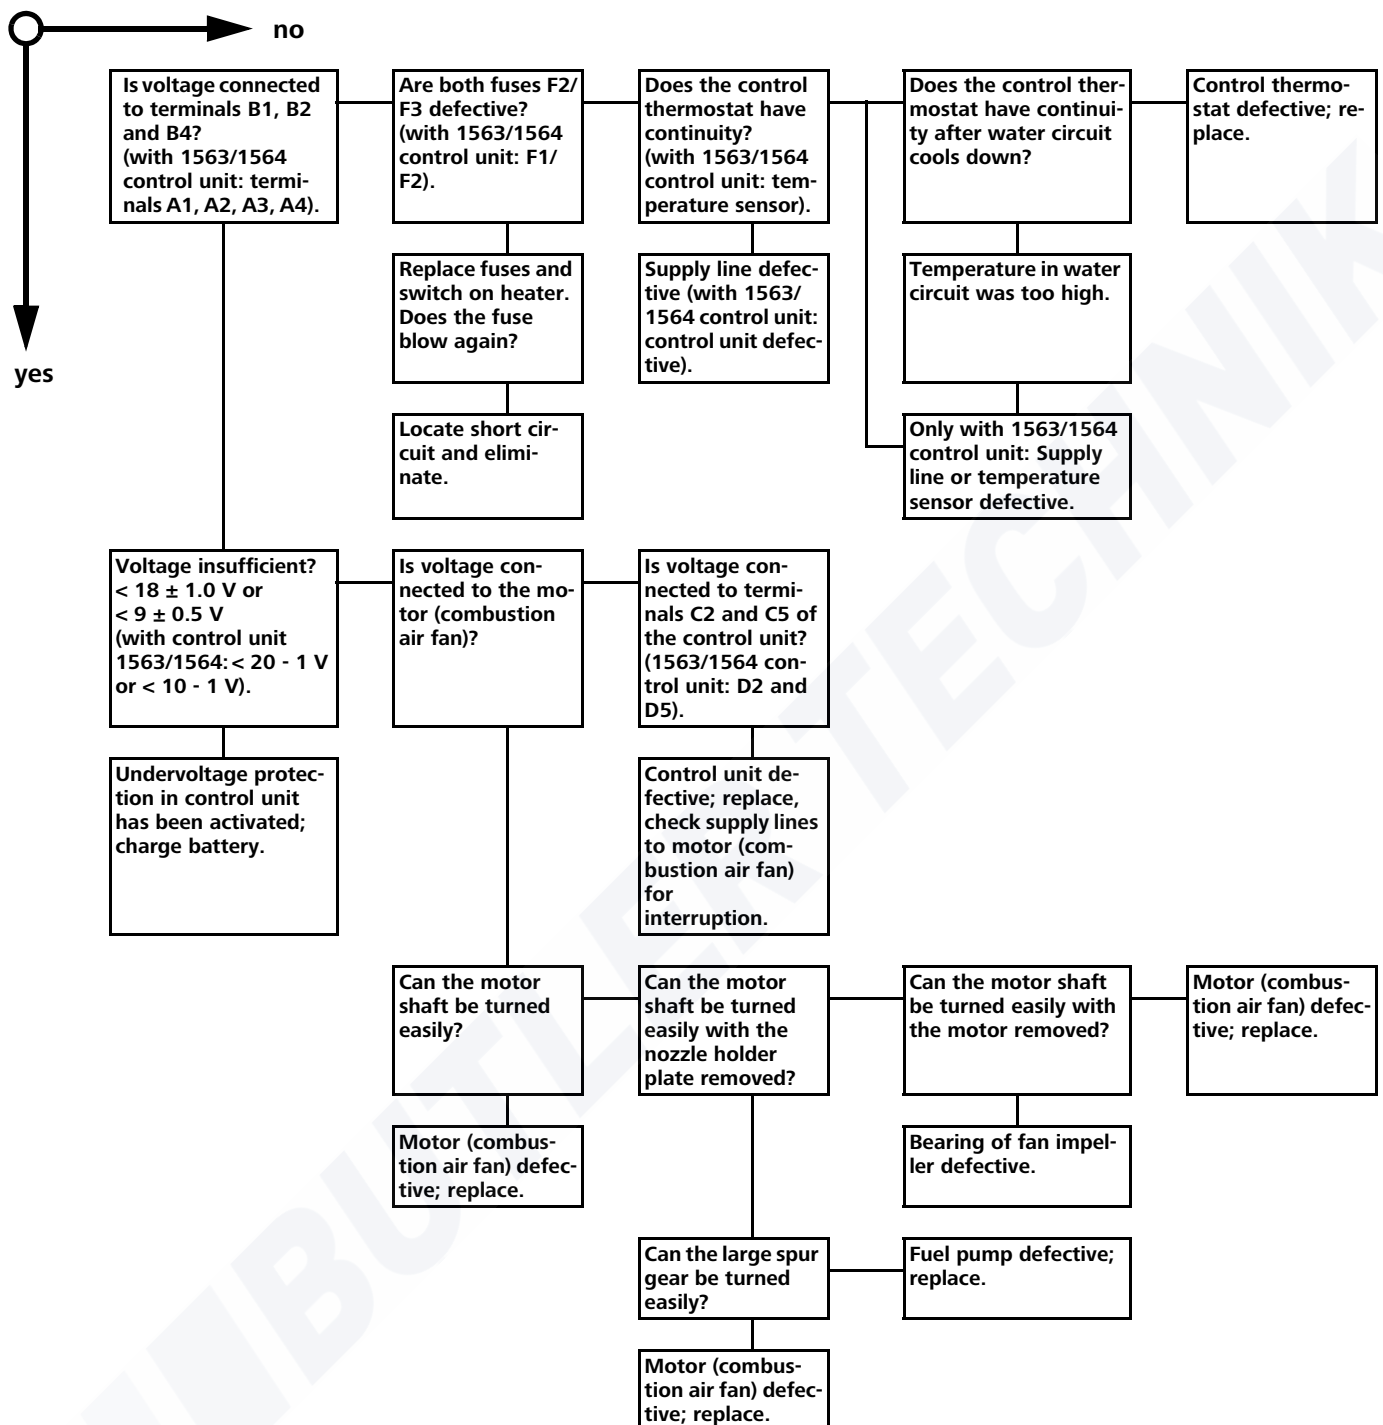 no
yes
Is voltage connected
to terminals B1, B2
and B4?
(with 1563/1564
control unit: termi-
nals A1, A2, A3, A4).
Are both fuses F2/
F3 defective?
(with 1563/1564
control unit: F1/
F2).
Does the control
thermostat have
continuity?
(with 1563/1564
control unit: tem-
perature sensor).
Does the control ther-
mostat have continui-
ty after water circuit
cools down?
Control thermo-
stat defective; re-
place.
Replace fuses and
switch on heater.
Does the fuse
blow again?
Supply line defec-
tive (with 1563/
1564 control unit:
control unit defec-
tive).
Temperature in water
circuit was too high.
Locate short cir-
cuit and elimi-
nate.
Only with 1563/1564
control unit: Supply
line or temperature
sensor defective.
Voltage insufficient?
< 18 ± 1.0 V or
< 9 ± 0.5 V
(with control unit
1563/1564: < 20 - 1 V
or < 10 - 1 V).
Is voltage con-
nected to the mo-
tor (combustion
air fan)?
Is voltage con-
nected to termi-
nals C2 and C5 of
the control unit?
(1563/1564 con-
trol unit: D2 and
D5).
Undervoltage protec-
tion in control unit
has been activated;
charge battery.
Control unit de-
fective; replace,
check supply lines
to motor (com-
bustion air fan)
for
interruption.
Can the motor
shaft be turned
easily?
Can the motor
shaft be turned
easily with the
nozzle holder
plate removed?
Can the motor shaft
be turned easily with
the motor removed?
Motor (combus-
tion air fan) defec-
tive; replace.
Motor (combus-
tion air fan) defec-
tive; replace.
Bearing of fan impel-
ler defective.
Can the large spur
gear be turned
easily?
Fuel pump defective;
replace.
Motor (combus-
tion air fan) defec-
tive; replace.
BUTLER TECHNIK